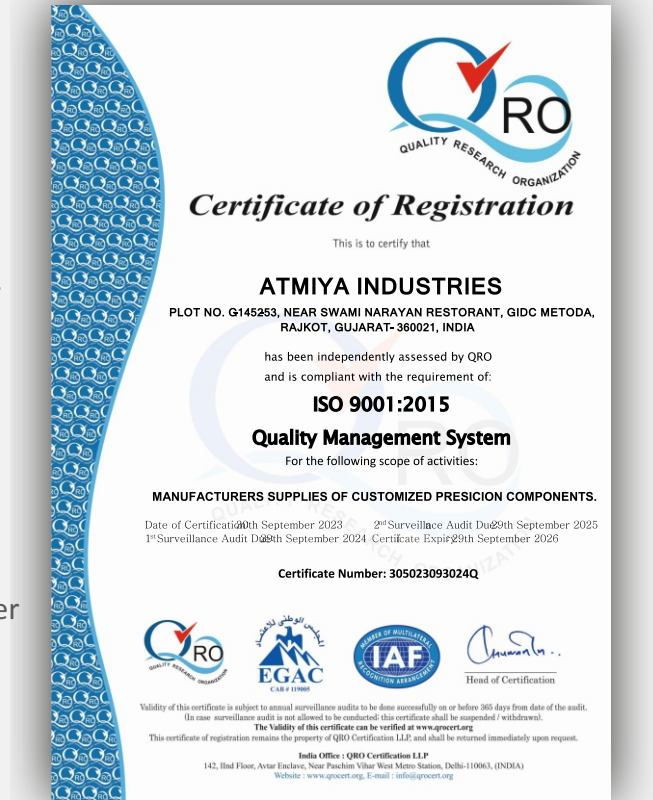 QRO
QUALITY RESEARCH ORGANIZATION
Certificate of Registration
This is to certify that
ATMIYA INDUSTRIES
PLOT NO. G145253, NEAR SWAMI NARAYAN RESTORANT, GIDC METODA,
RAJKOT, GUJARAT- 360021, INDIA
has been independently assessed by QRO
and is compliant with the requirement of:
ISO 9001:2015
Quality Management System
For the following scope of activities:
MANUFACTURERS SUPPLIES OF CUSTOMIZED PRESICION COMPONENTS.
Date of Certification 30th September 2023 2nd Surveillance Audit Due 29th September 2025
1st Surveillance Audit Due 29th September 2024 Certificate Expiry 29th September 2026
Certificate Number: 305023093024Q
er
QRO
QUALITY RESEARCH ORGANIZATION
المجلس الوطني للاعتماد
EGAC
CAB # 119005
MEMBER OF MULTILATERAL
IAF
RECOGNITION ARRANGEMENT
Head of Certification
Validity of this certificate is subject to annual surveillance audits to be done successfully on or before 365 days from date of the audit.
(In case surveillance audit is not allowed to be conducted; this certificate shall be suspended / withdrawn).
The Validity of this certificate can be verified at www.qrocert.org
This certificate of registration remains the property of QRO Certification LLP, and shall be returned immediately upon request.
India Office : QRO Certification LLP
142, IInd Floor, Avtar Enclave, Near Paschim Vihar West Metro Station, Delhi-110063, (INDIA)
Website : www.qrocert.org, E-mail : info@qrocert.org